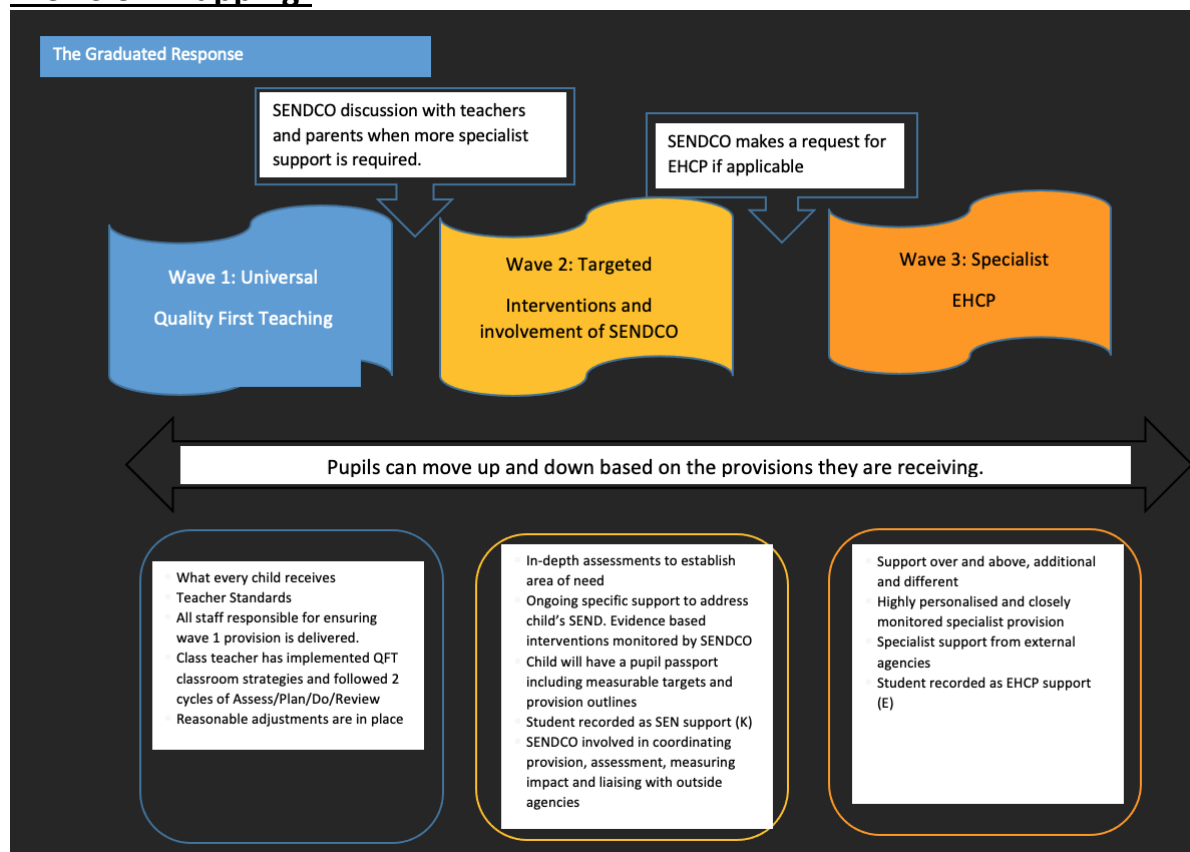 The Graduated Response
SENDCO discussion with teachers
and parents when more specialist
support is required.
SENDCO makes a request for
EHCP if applicable
Wave 1: Universal
Quality First Teaching
Wave 2: Targeted
Interventions and
involvement of SENDCO
Wave 3: Specialist
EHCP
Pupils can move up and down based on the provisions they are receiving.
What every child receives
Teacher Standards
All staff responsible for ensuring
wave 1 provision is delivered.
Class teacher has implemented QFT
classroom strategies and followed 2
cycles of Assess/Plan/Do/Review
Reasonable adjustments are in place
In-depth assessments to establish
area of need
Ongoing specific support to address
child's SEND. Evidence based
interventions monitored by SENDCO
Child will have a pupil passport
including measurable targets and
provision outlines
Student recorded as SEN support (K)
SENDCO involved in coordinating
provision, assessment, measuring
impact and liaising with outside
agencies
Support over and above, additional
and different
Highly personalised and closely
monitored specialist provision
Specialist support from external
agencies
Student recorded as EHCP support
(E)